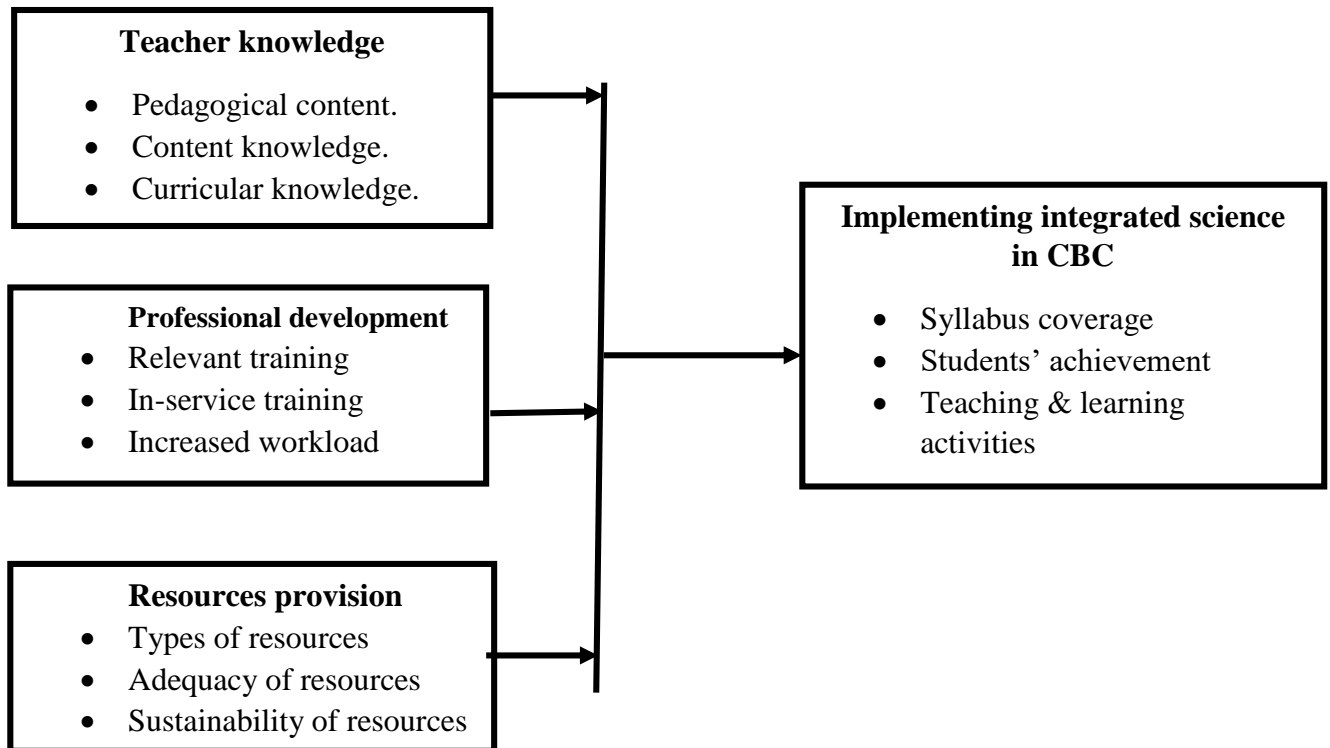 Teacher knowledge
• Pedagogical content.
• Content knowledge.
• Curricular knowledge.
Professional development
• Relevant training
• In-service training
• Increased workload
Resources provision
• Types of resources
• Adequacy of resources
• Sustainability of resources
Implementing integrated science
in CBC
• Syllabus coverage
• Students’ achievement
• Teaching & learning
activities